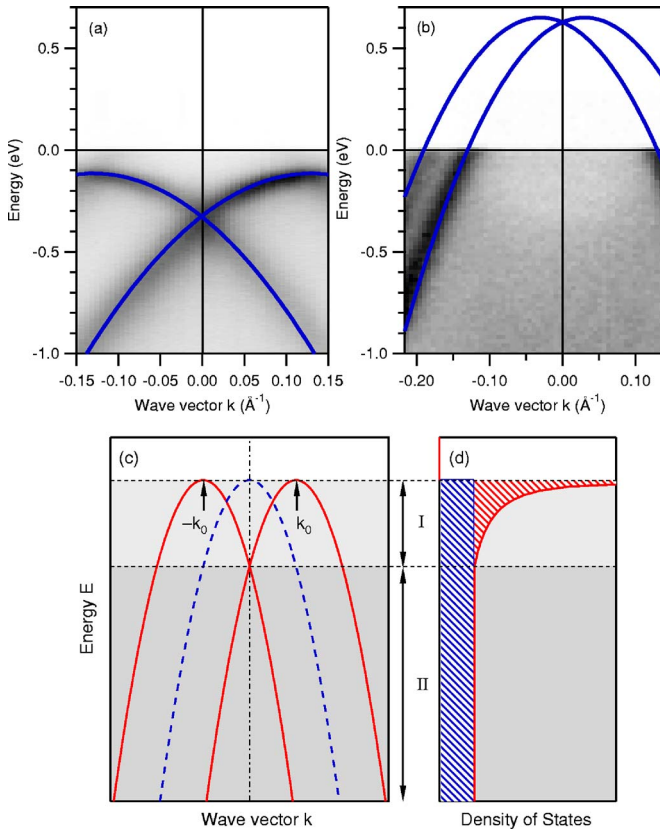 (a)
0.5
0.0
-0.5
-1.0
Energy (eV)
-0.15 -0.10 -0.05 0.00 0.05 0.10 0.15
Wave vector k (Å⁻¹)
(b)
0.5
0.0
-0.5
-1.0
Energy (eV)
-0.20 -0.10 0.00 0.10
Wave vector k (Å⁻¹)
(c)
−k₀
k₀
Energy E
Wave vector k
I
II
(d)
Density of States